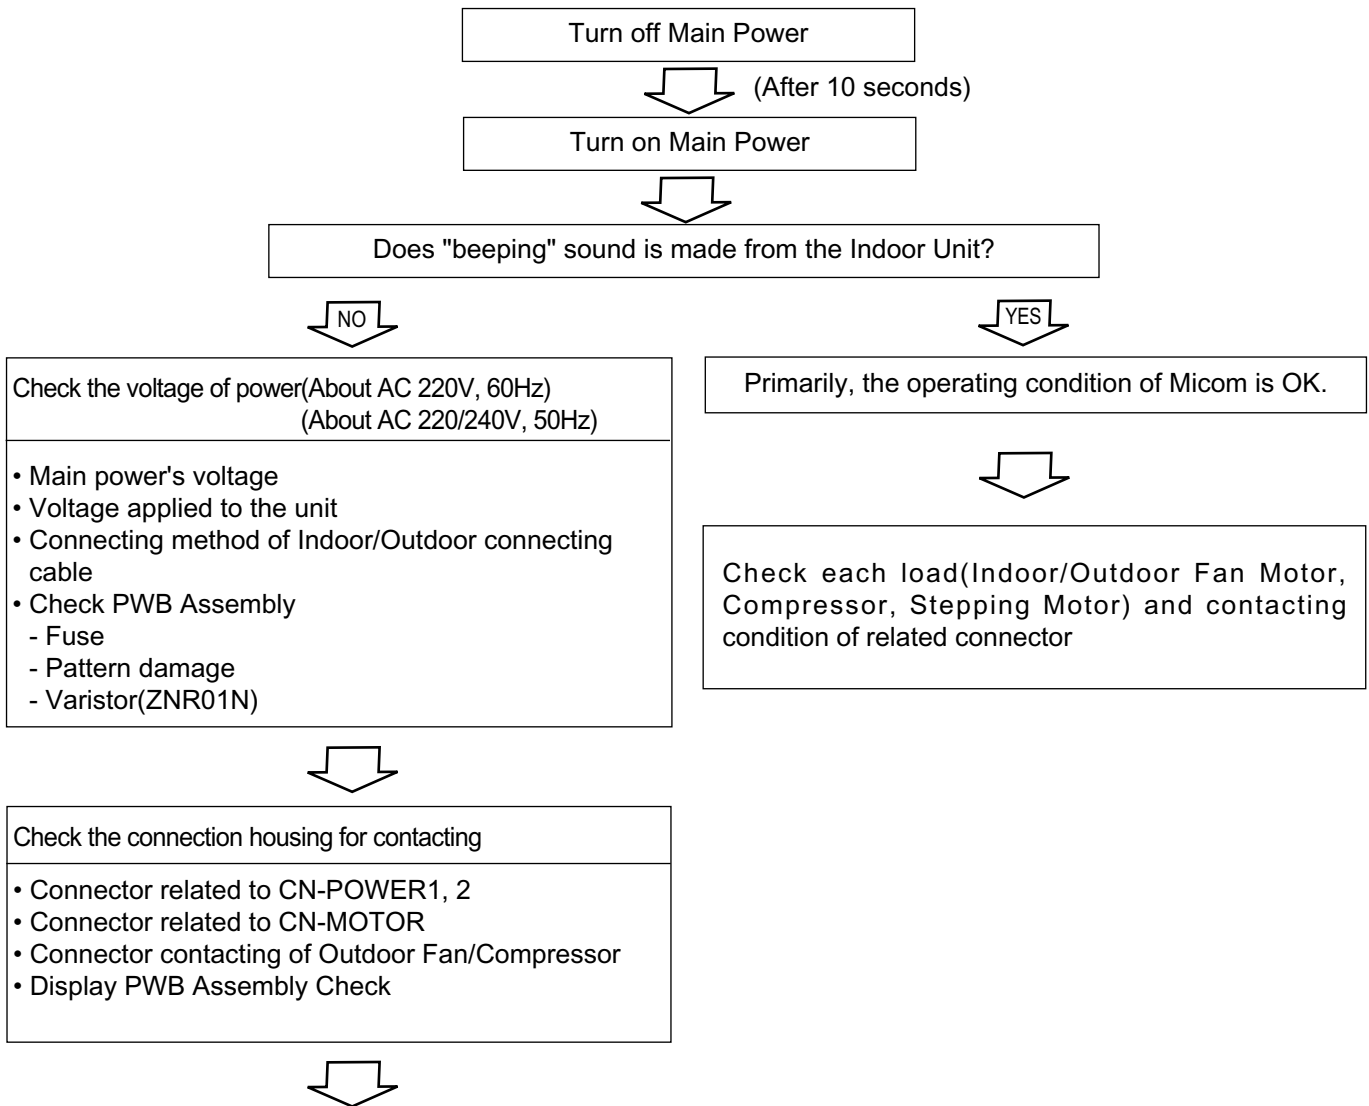 Turn off Main Power
(After 10 seconds)
Turn on Main Power
Does "beeping" sound is made from the Indoor Unit?
NO
YES
Check the voltage of power(About AC 220V, 60Hz)
(About AC 220/240V, 50Hz)
• Main power's voltage
• Voltage applied to the unit
• Connecting method of Indoor/Outdoor connecting
cable
• Check PWB Assembly
- Fuse
- Pattern damage
- Varistor(ZNR01N)
Primarily, the operating condition of Micom is OK.
Check each load(Indoor/Outdoor Fan Motor,
Compressor, Stepping Motor) and contacting
condition of related connector
Check the connection housing for contacting
• Connector related to CN-POWER1, 2
• Connector related to CN-MOTOR
• Connector contacting of Outdoor Fan/Compressor
• Display PWB Assembly Check